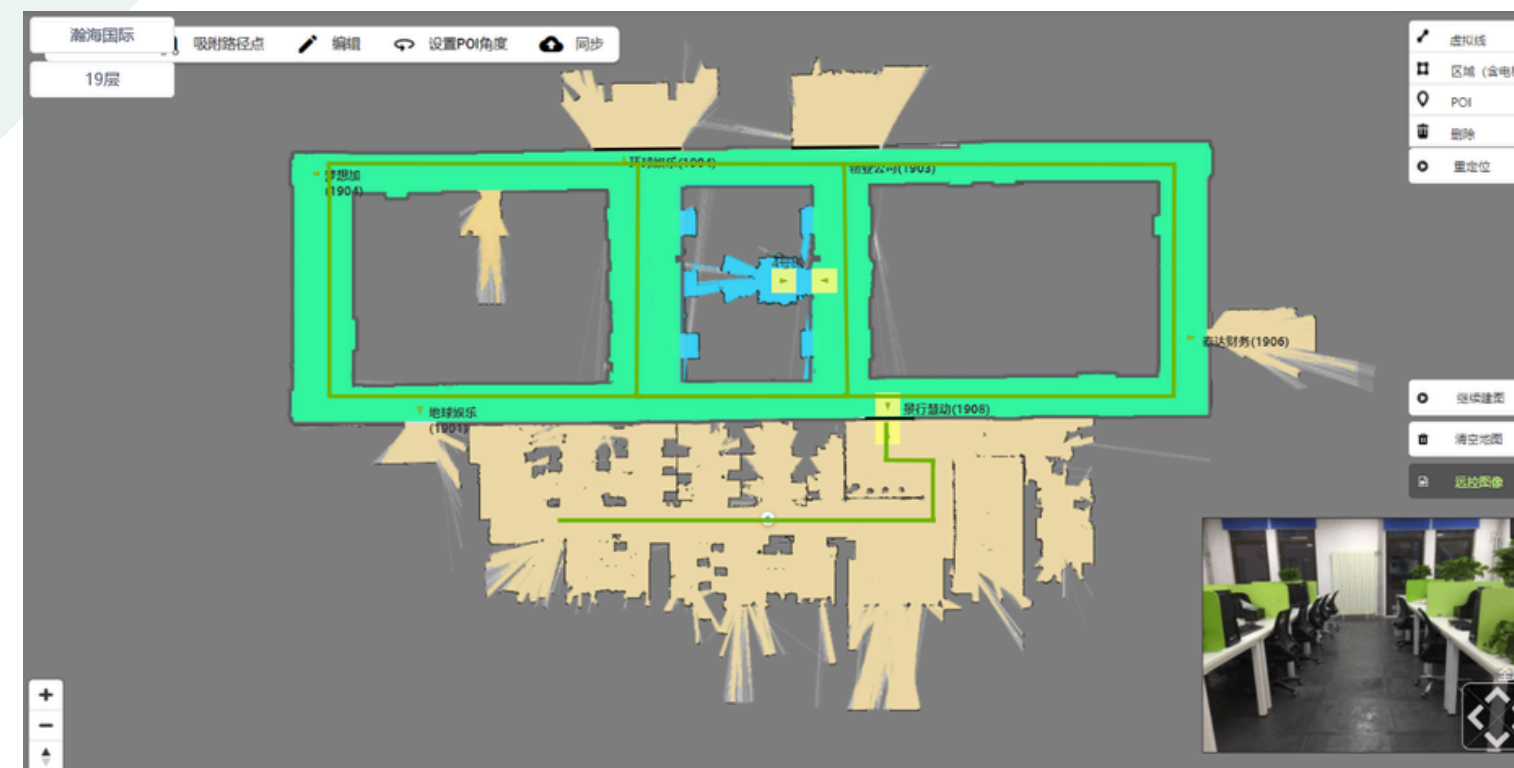 瀚海国际
吸附路径点
编辑
设置POI角度
同步
19层
虚拟线
区域（含电梯
POI
删除
重定位
梦想加
(1904)
环球娱乐(1904)
物业公司(1903)
泰达财务(1906)
地球娱乐
(1901)
景行慧动(1908)
继续建图
清空地图
远控图像